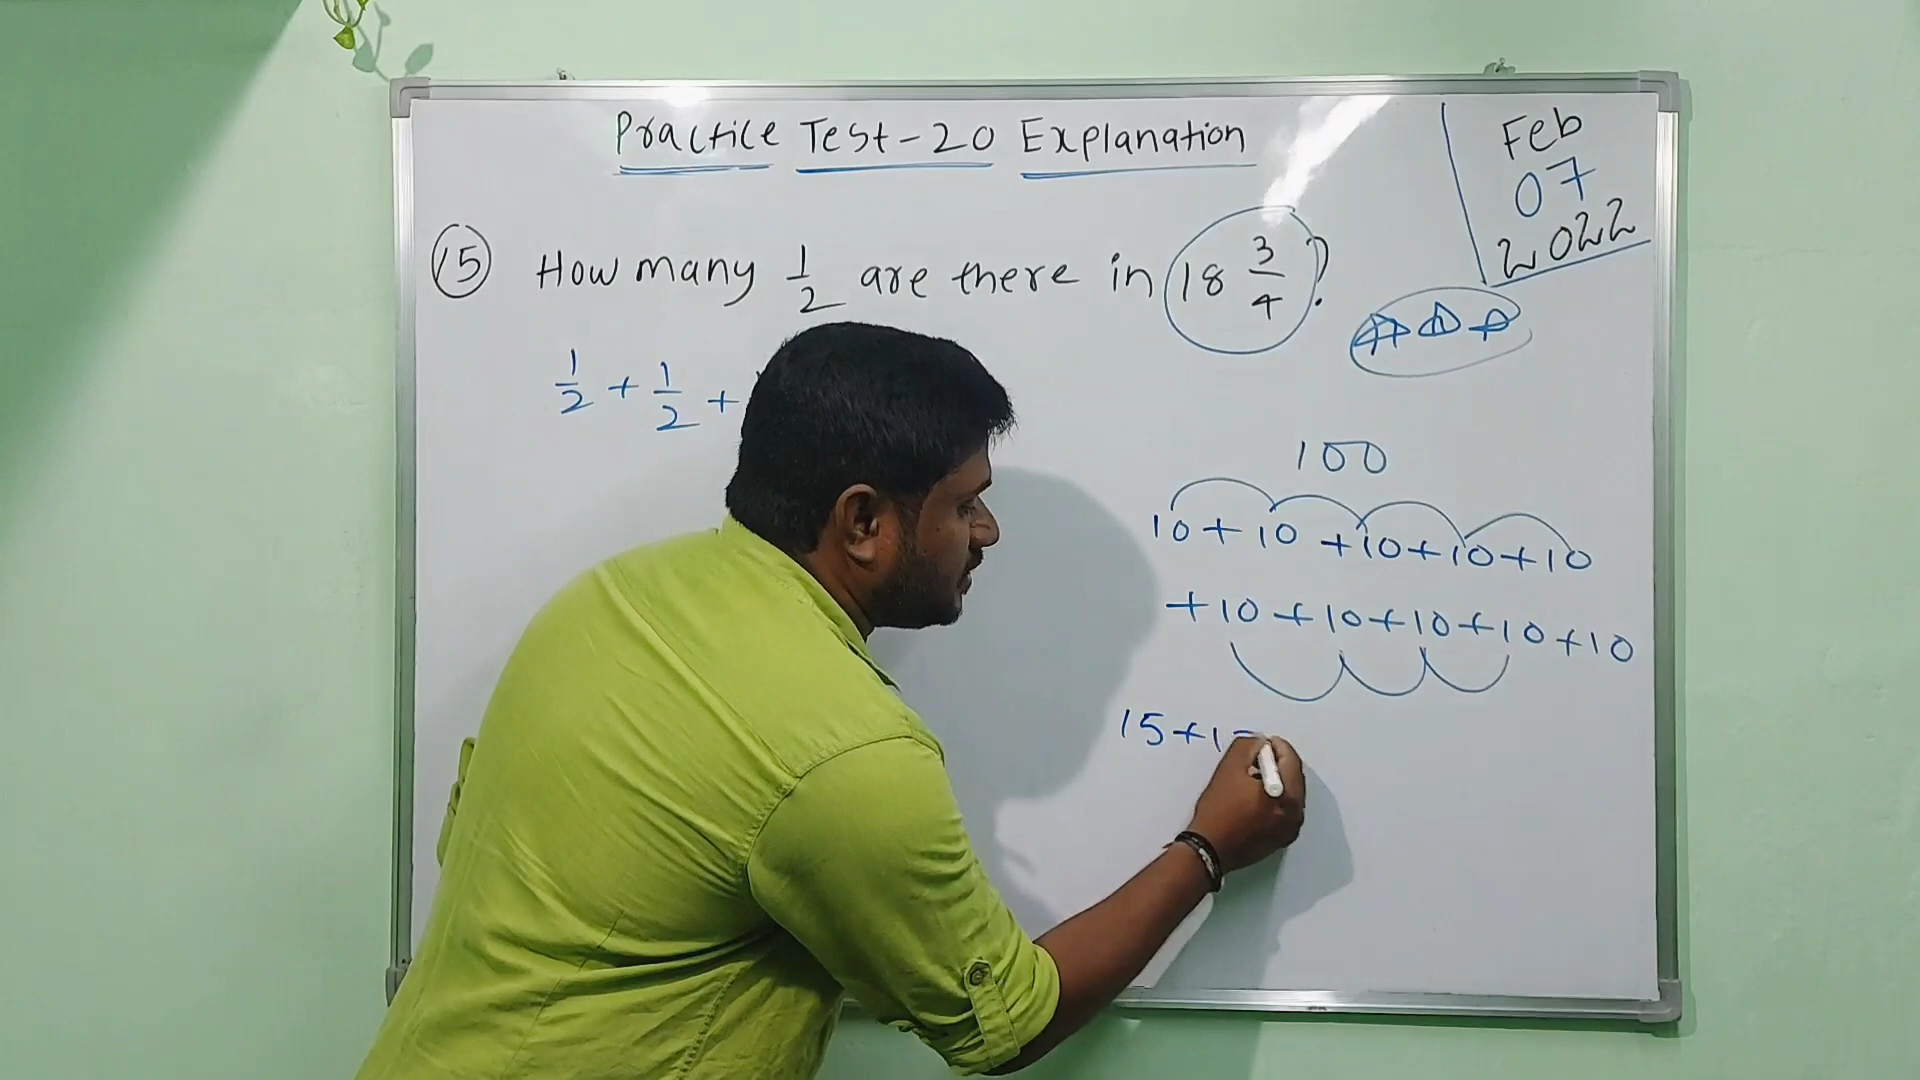 Practice Test-20 Explanation
Feb
07
2022
15 How many 1/2 are there in 18 3/4 ?
1/2 + 1/2 +
100
10+10+10+10+10
+10+10+10+10+10
15+1